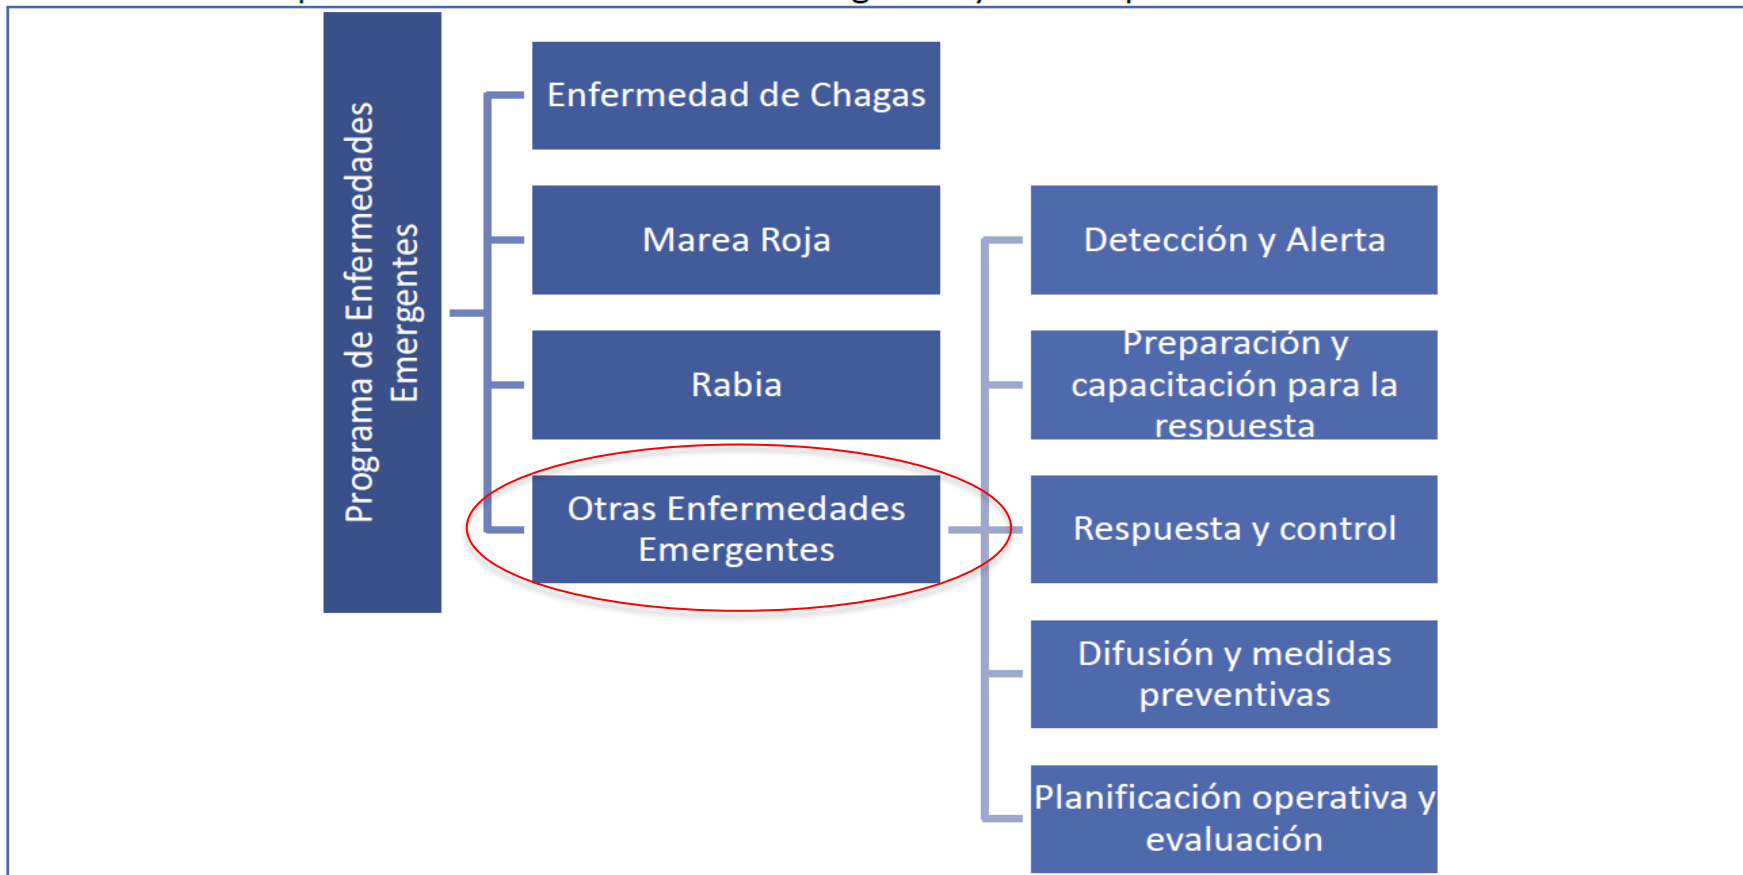 Programa de Enfermedades
Emergentes
Enfermedad de Chagas
Marea Roja
Rabia
Otras Enfermedades
Emergentes
Detección y Alerta
Preparación y
capacitación para la
respuesta
Respuesta y control
Difusión y medidas
preventivas
Planificación operativa y
evaluación